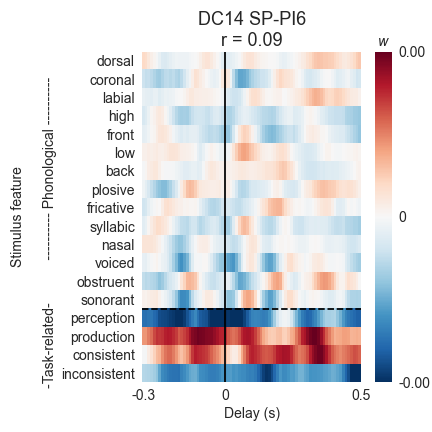 DC14 SP-PI6
r = 0.09
w
Stimulus feature
-Task-related- ---------- Phonological ----------
dorsal
coronal
labial
high
front
low
back
plosive
fricative
syllabic
nasal
voiced
obstruent
sonorant
perception
production
consistent
inconsistent
0.00
0
-0.00
-0.3
0
0.5
Delay (s)